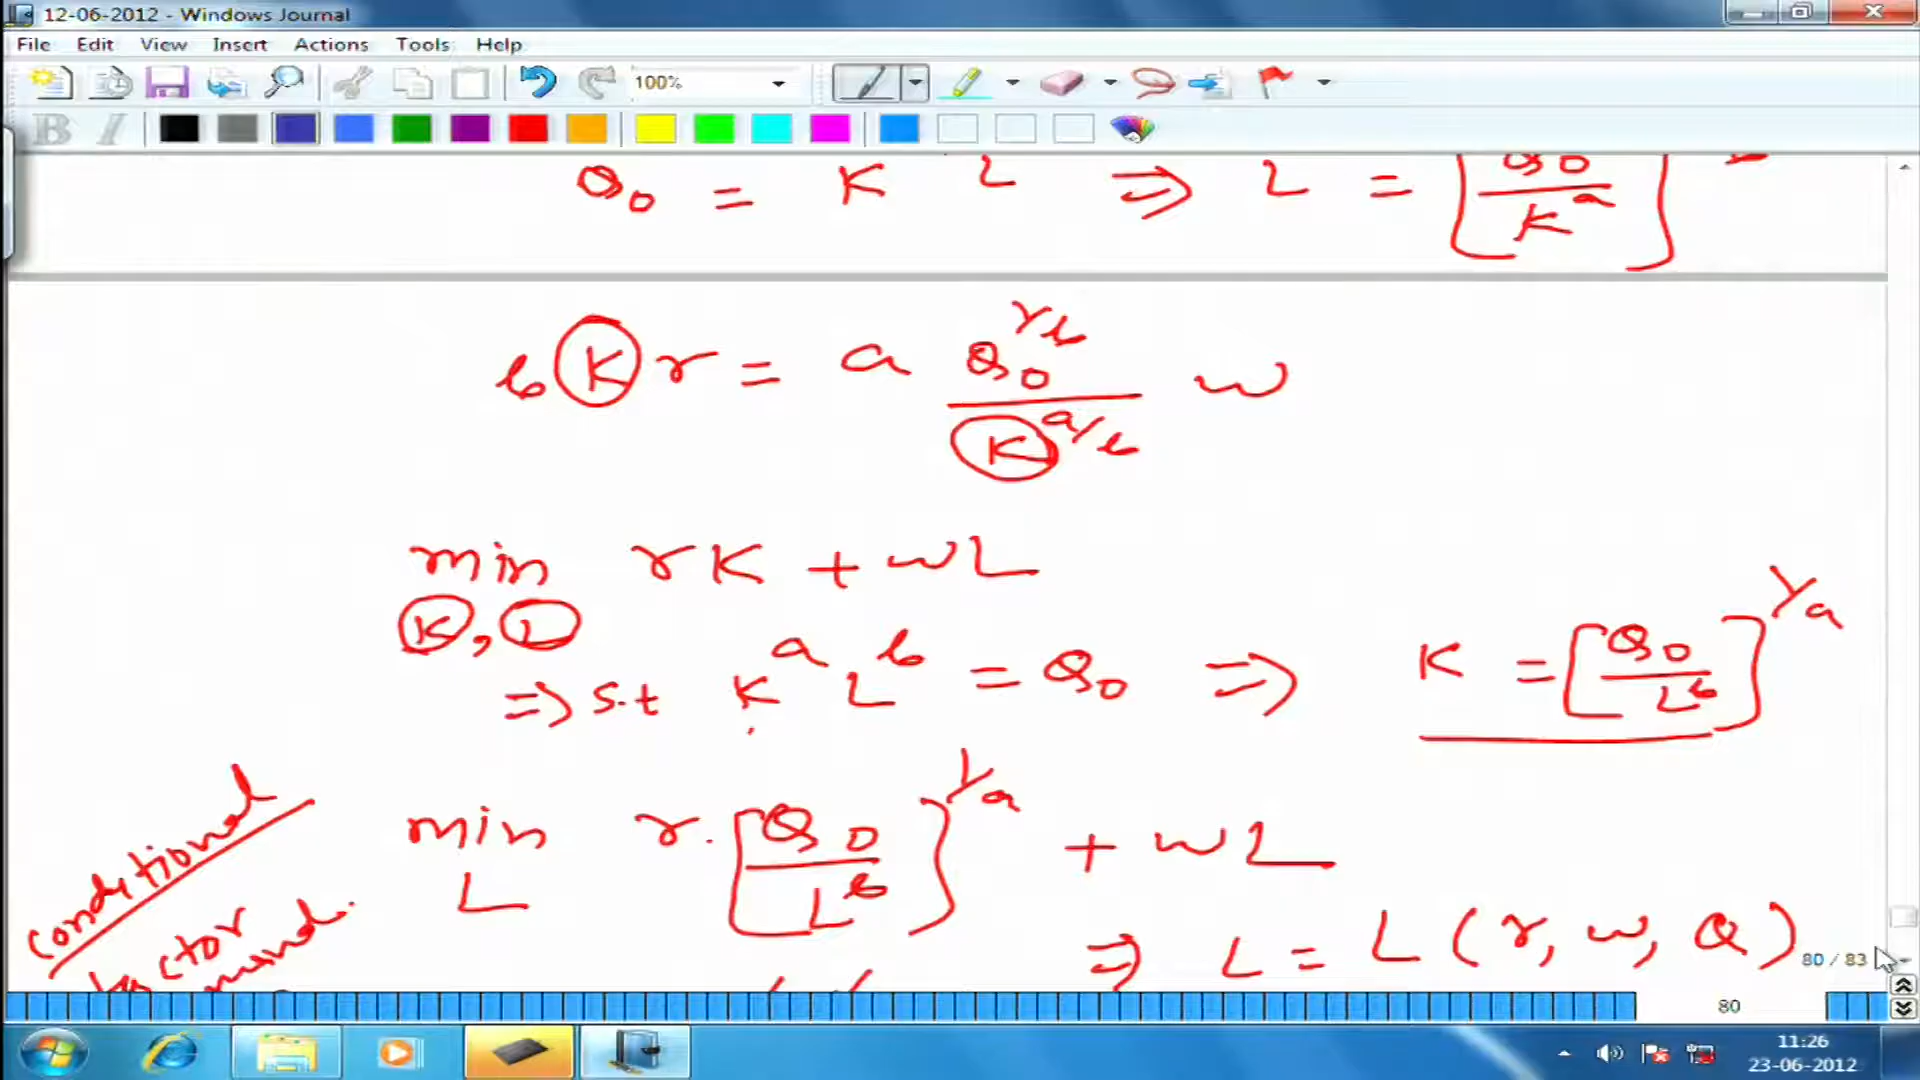 12-06-2012 - Windows Journal
File Edit View Insert Actions Tools Help
100%
B I
Q₀ = K L ⇒ L = [Q₀ / K^a]
b K r = a Q₀^(1/b) / K^(a/b) w
min rK + wL
K, L
⇒ s.t K^a L^b = Q₀ ⇒ K = [Q₀ / L^b]^(1/a)
min r. [Q₀ / L^b]^(1/a) + wL
L
conditional
factor
⇒ L = L (r, w, Q)
80 / 83
80
11:26
23-06-2012